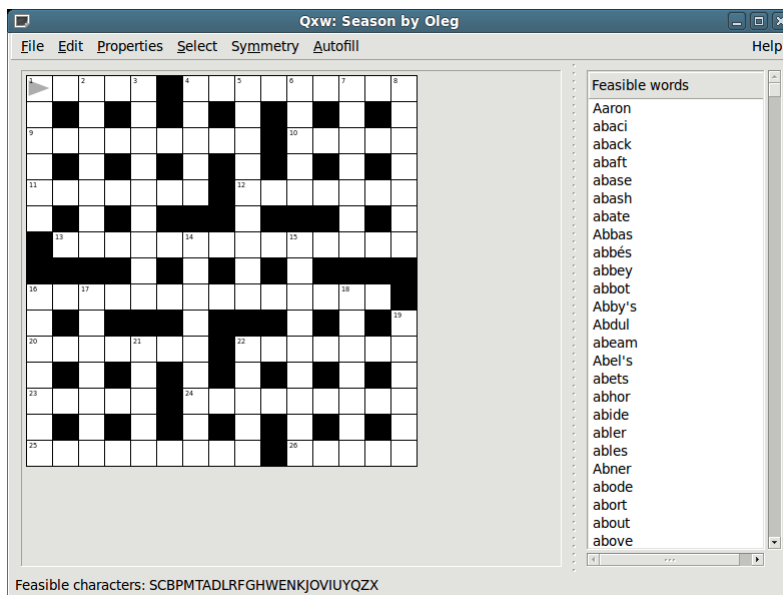 Qxw: Season by Oleg
File Edit Properties Select Symmetry Autofill Help
1 2 3 4 5 6 7 8
9 10
11 12
13 14 15
16 17 18
19
20 21 22
23 24
25 26
Feasible words
Aaron
abaci
aback
abaft
abase
abash
abate
Abbas
abbés
abbey
abbot
Abby's
Abdul
abeam
Abel's
abets
abhor
abide
abler
ables
Abner
abode
abort
about
above
Feasible characters: SCBPMTADLRFGHWENKJOVIUYQZX